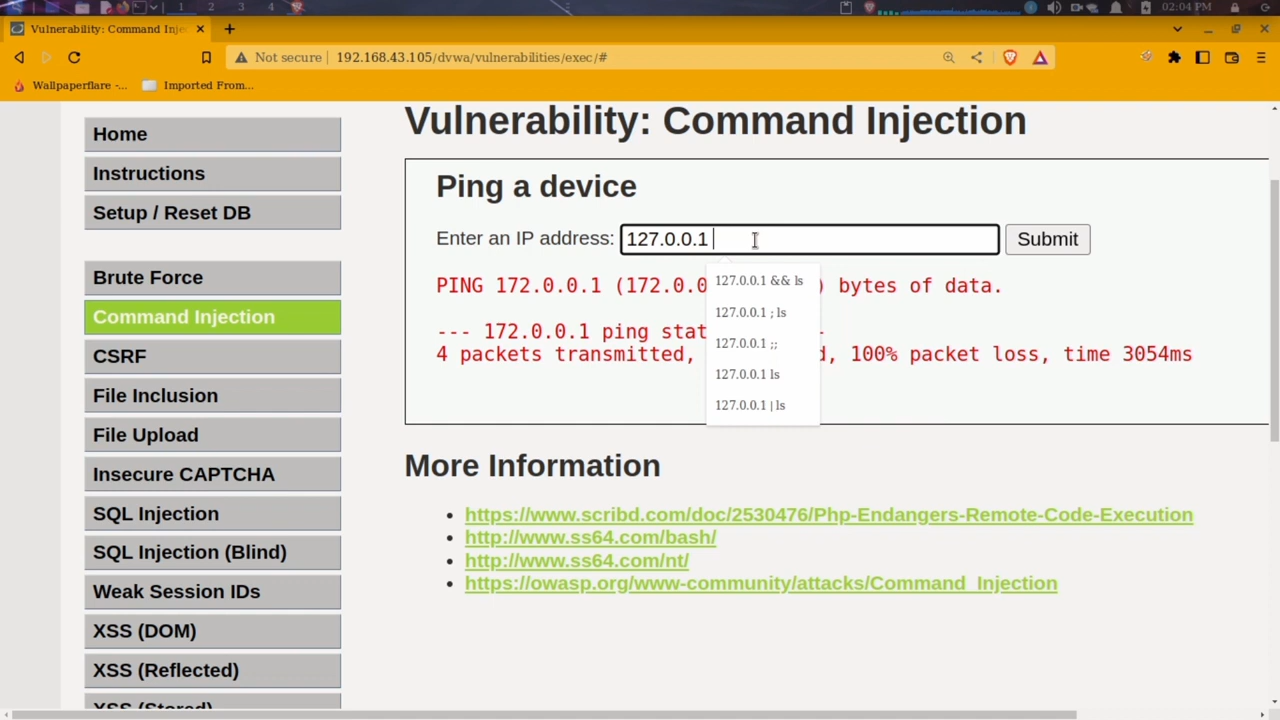 1 2 3 4
02:04 PM
Vulnerability: Command Injec
Not secure 192.168.43.105/dvwa/vulnerabilities/exec/#
Wallpaperflare -... Imported From...
Home
Instructions
Setup / Reset DB
Brute Force
Command Injection
CSRF
File Inclusion
File Upload
Insecure CAPTCHA
SQL Injection
SQL Injection (Blind)
Weak Session IDs
XSS (DOM)
XSS (Reflected)
XSS (Stored)
Vulnerability: Command Injection
Ping a device
Enter an IP address: 127.0.0.1 Submit
127.0.0.1 && ls
127.0.0.1 ; ls
127.0.0.1 ;;
127.0.0.1 ls
127.0.0.1 | ls
PING 172.0.0.1 (172.0.0 ) bytes of data.
--- 172.0.0.1 ping stat -
4 packets transmitted, d, 100% packet loss, time 3054ms
More Information
https://www.scribd.com/doc/2530476/Php-Endangers-Remote-Code-Execution
http://www.ss64.com/bash/
http://www.ss64.com/nt/
https://owasp.org/www-community/attacks/Command_Injection